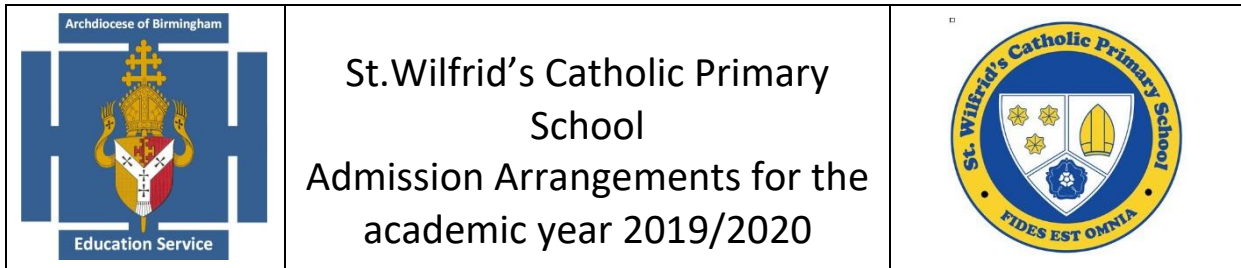 Archdiocese of Birmingham
Education Service
St.Wilfrid’s Catholic Primary
School
Admission Arrangements for the
academic year 2019/2020
St. Wilfrid's Catholic Primary School
• FIDES EST OMNIA •